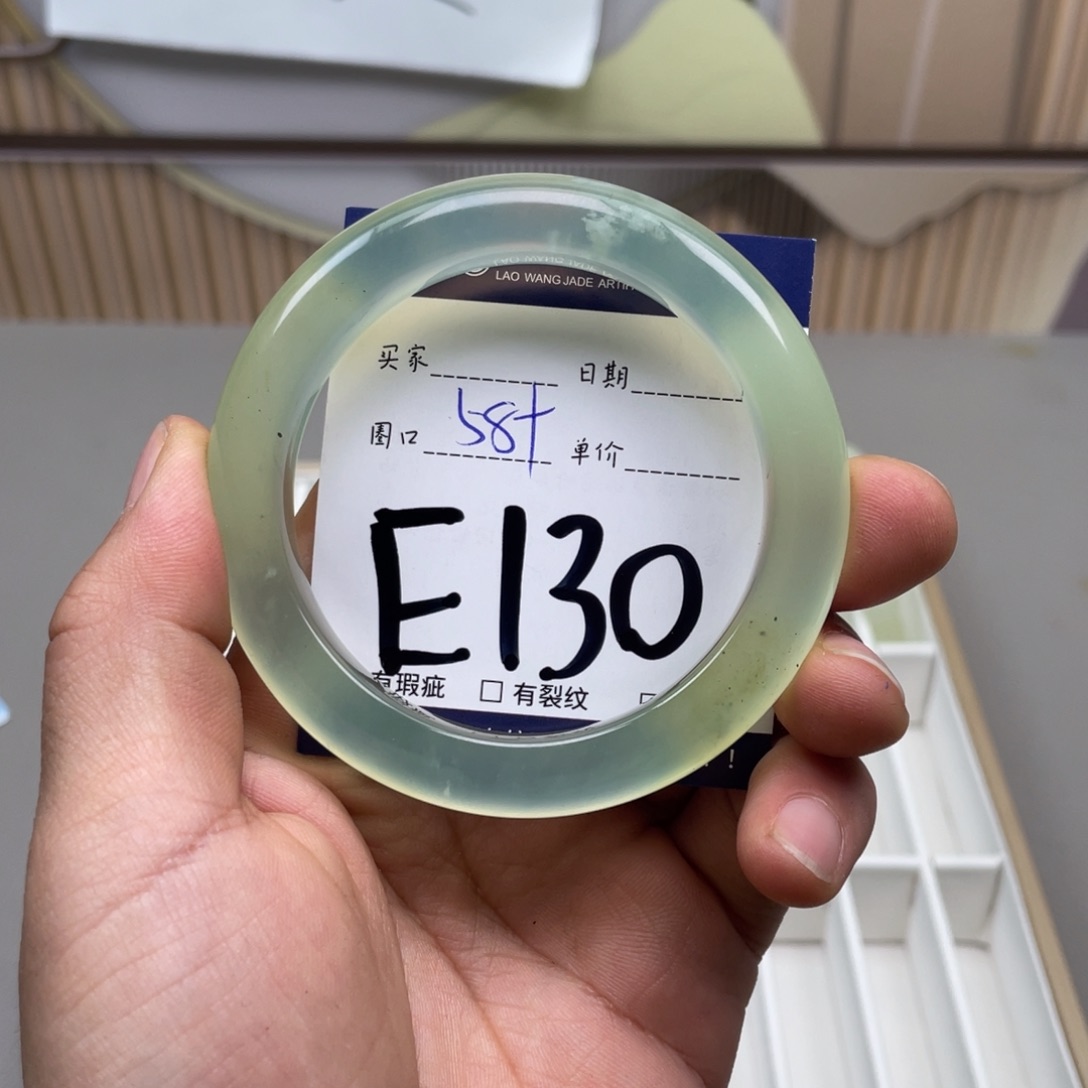 LAO WANG JADE ARTI
买家 日期
圈口 58+ 单价
E130
有瑕疵 □ 有裂纹 □
!